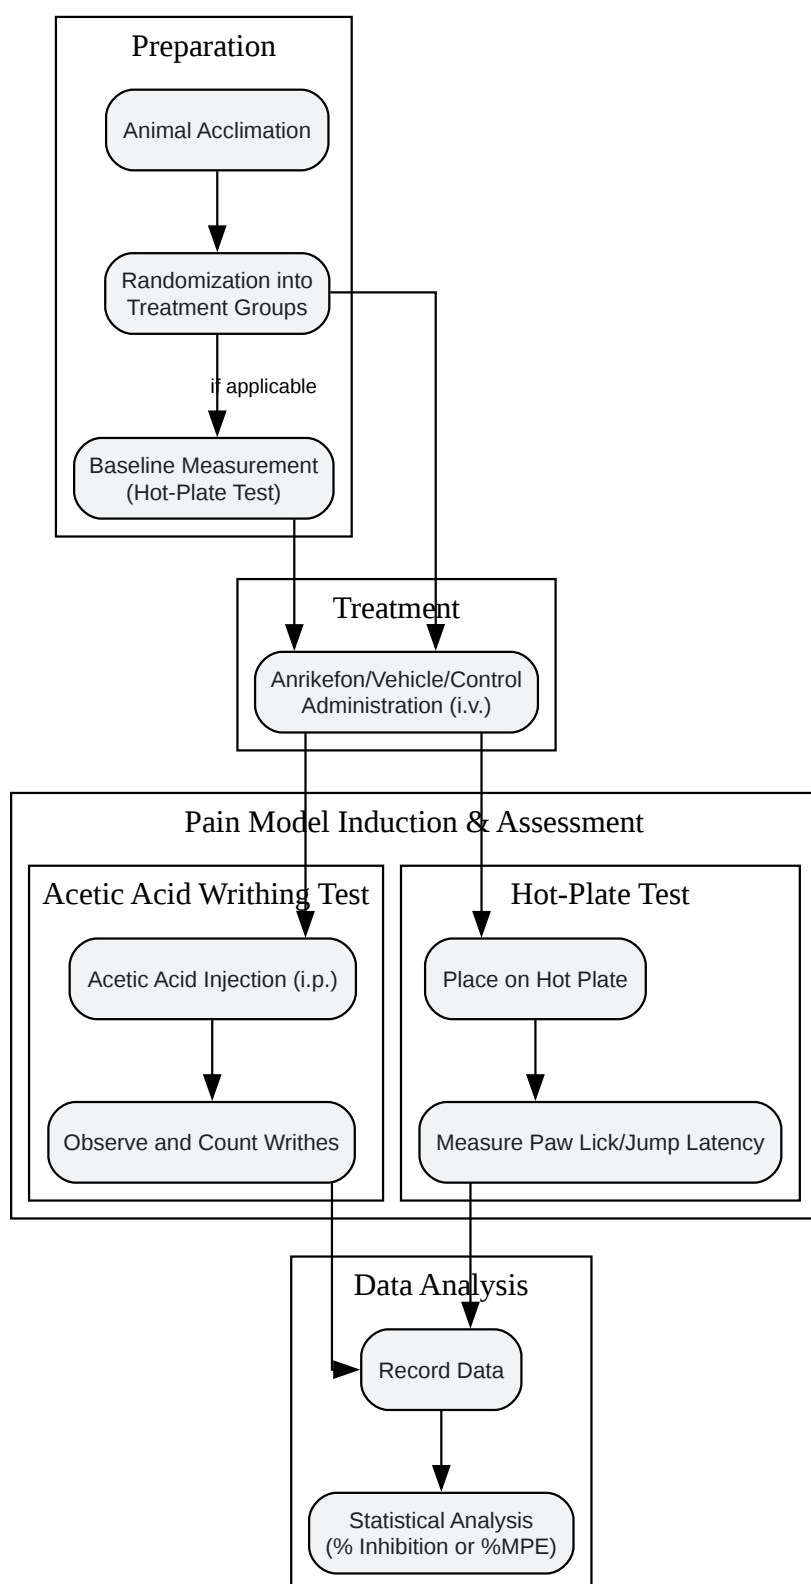 Preparation
Animal Acclimation
Randomization into
Treatment Groups
if applicable
Baseline Measurement
(Hot-Plate Test)
Treatment
Anrikefon/Vehicle/Control
Administration (i.v.)
Pain Model Induction & Assessment
Acetic Acid Writhing Test
Acetic Acid Injection (i.p.)
Observe and Count Writhes
Hot-Plate Test
Place on Hot Plate
Measure Paw Lick/Jump Latency
Data Analysis
Record Data
Statistical Analysis
(% Inhibition or %MPE)